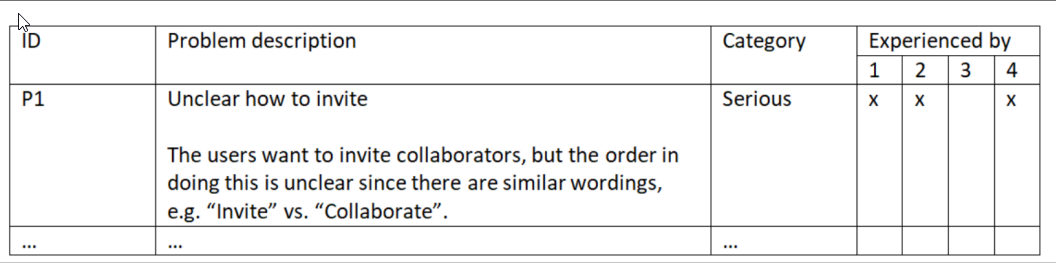 ID Problem description Category Experienced by
1 2 3 4
P1 Unclear how to invite Serious x x x
The users want to invite collaborators, but the order in
doing this is unclear since there are similar wordings,
e.g. “Invite” vs. “Collaborate”.
... ... ...